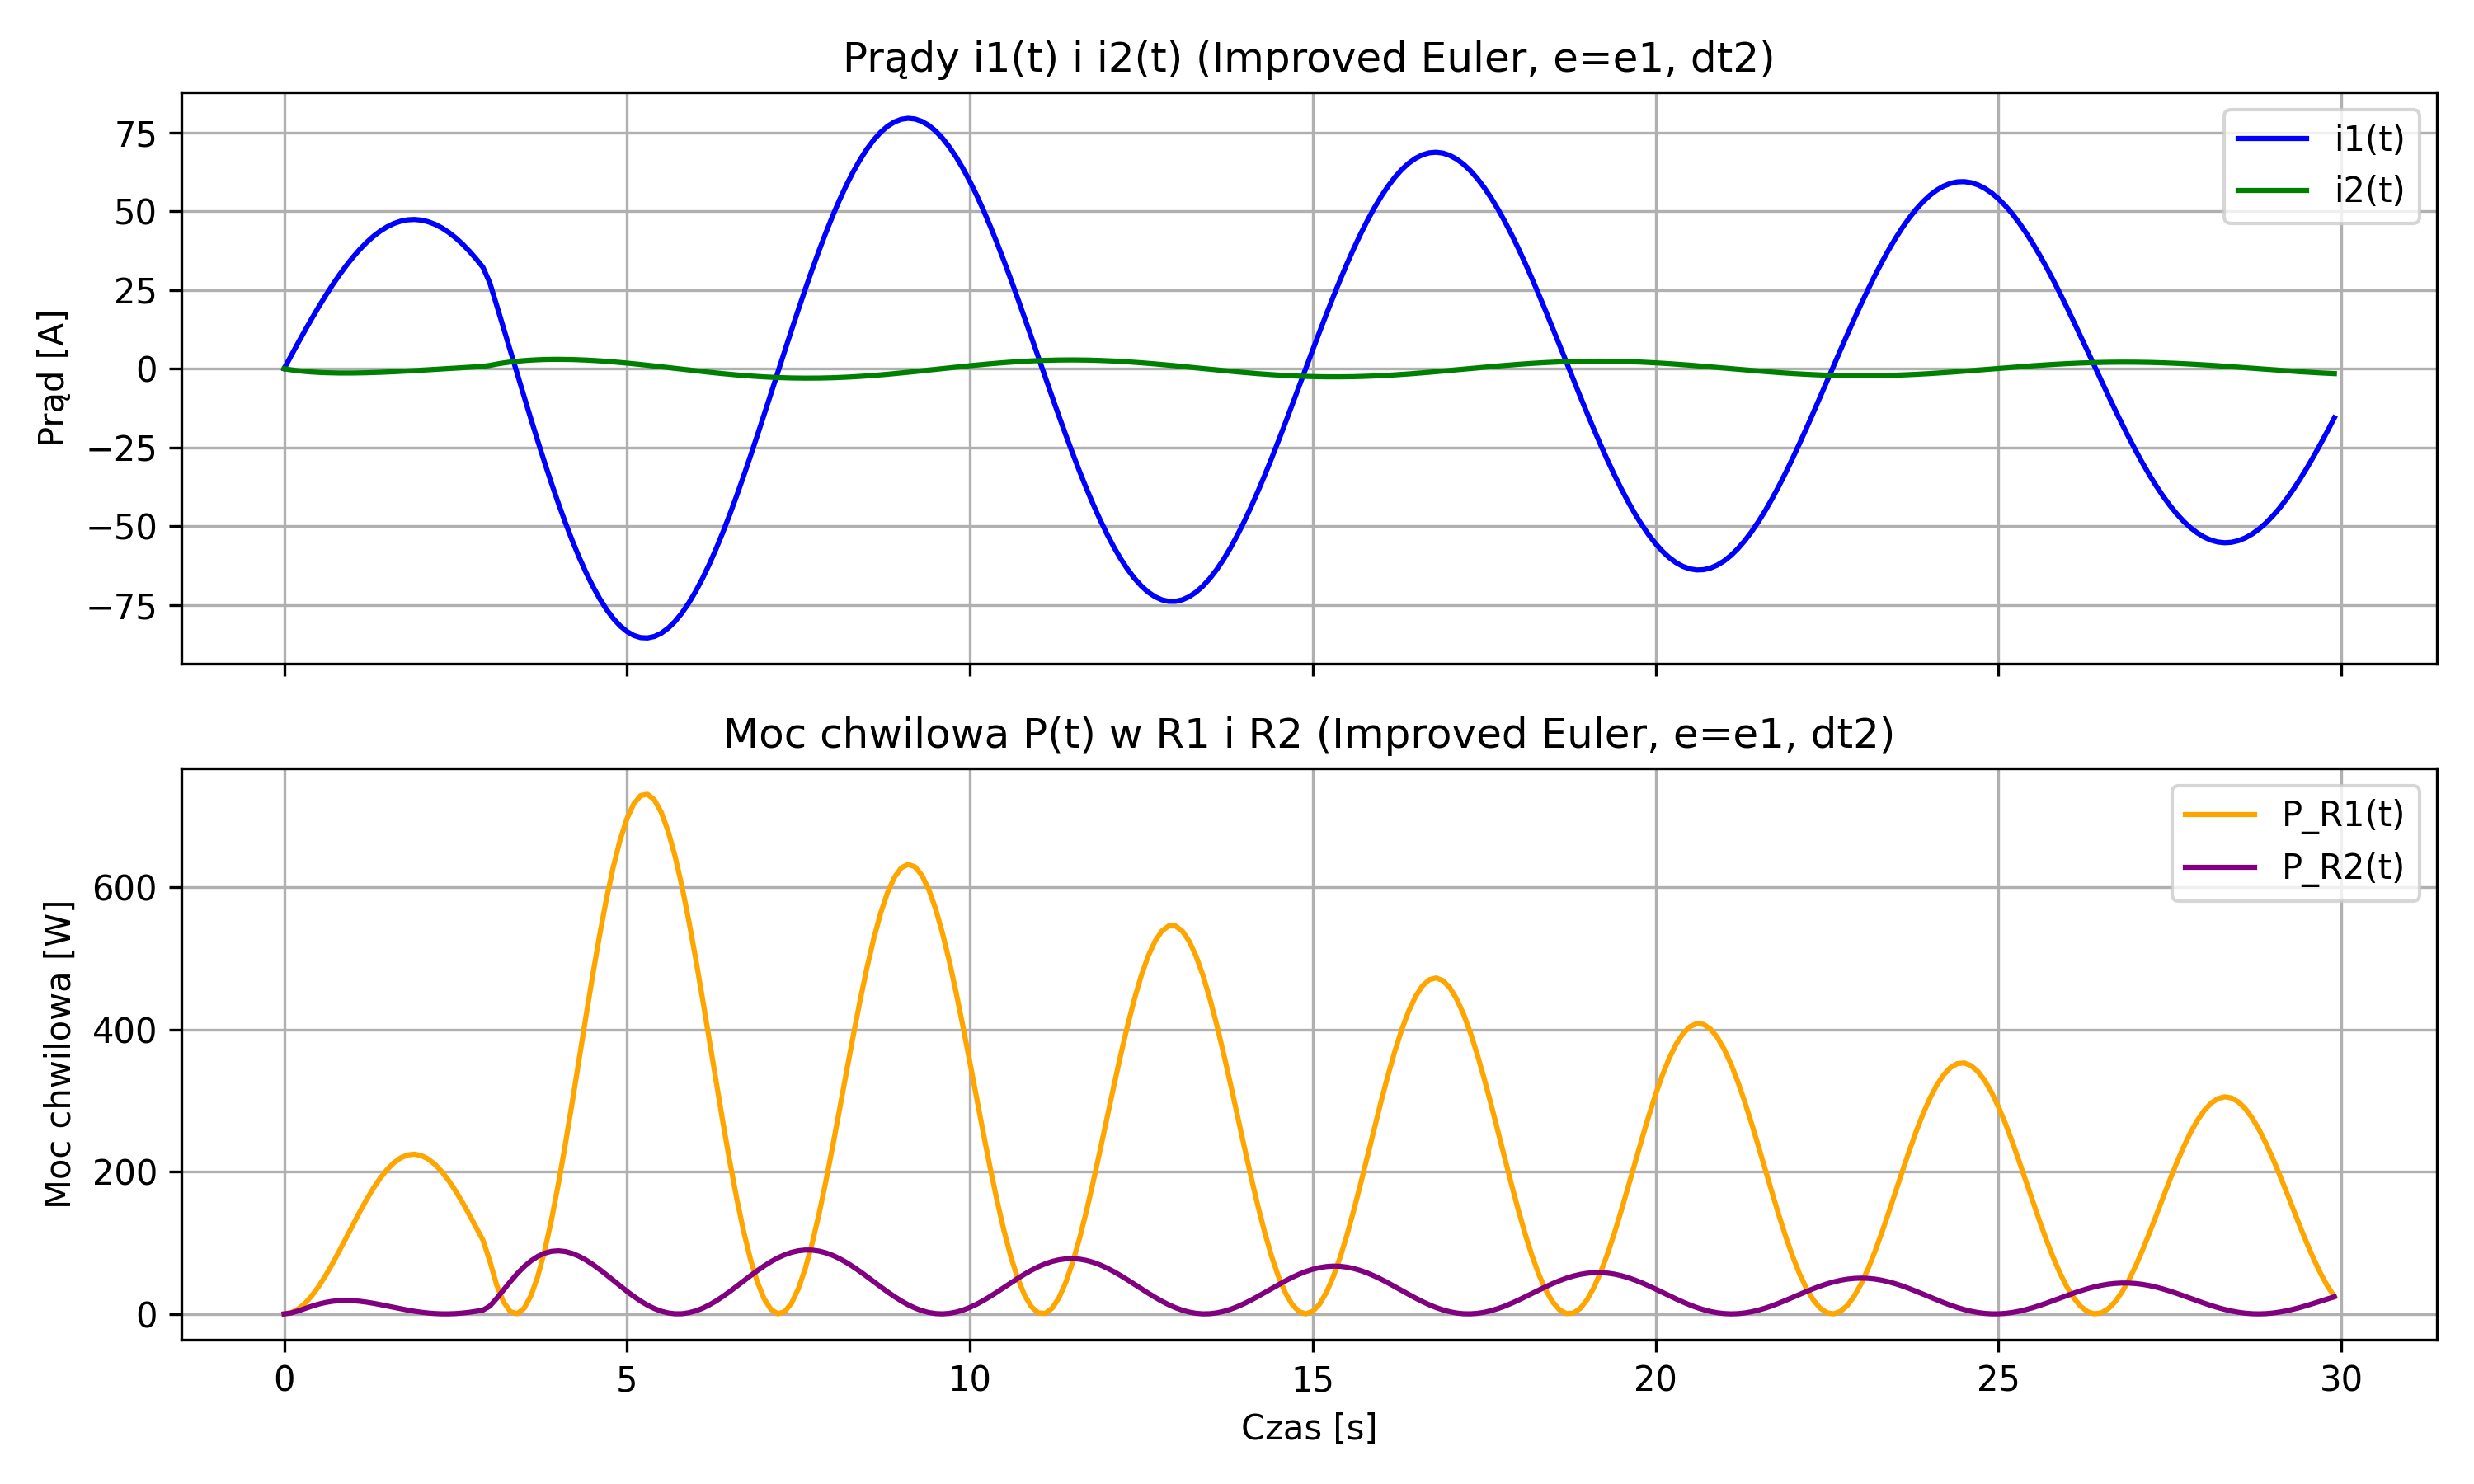 Prądy i1(t) i i2(t) (Improved Euler, e=e1, dt2)
75
50
25
0
−25
−50
−75
Prąd [A]
i1(t)
i2(t)
Moc chwilowa P(t) w R1 i R2 (Improved Euler, e=e1, dt2)
600
400
200
0
Moc chwilowa [W]
P_R1(t)
P_R2(t)
0 5 10 15 20 25 30
Czas [s]